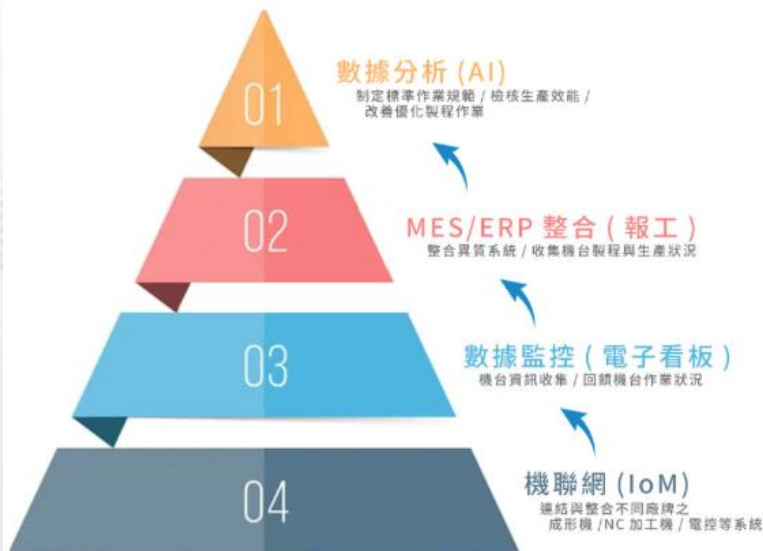 01
數據分析 (AI)
制定標準作業規範 / 檢核生產效能 /
改善優化製程作業
02
MES/ERP 整合 ( 報工 )
整合異質系統 / 收集機台製程與生產狀況
03
數據監控 ( 電子看板 )
機台資訊收集 / 回饋機台作業狀況
04
機聯網 (IoM)
連結與整合不同廠牌之
成形機 /NC 加工機 / 電控等系統